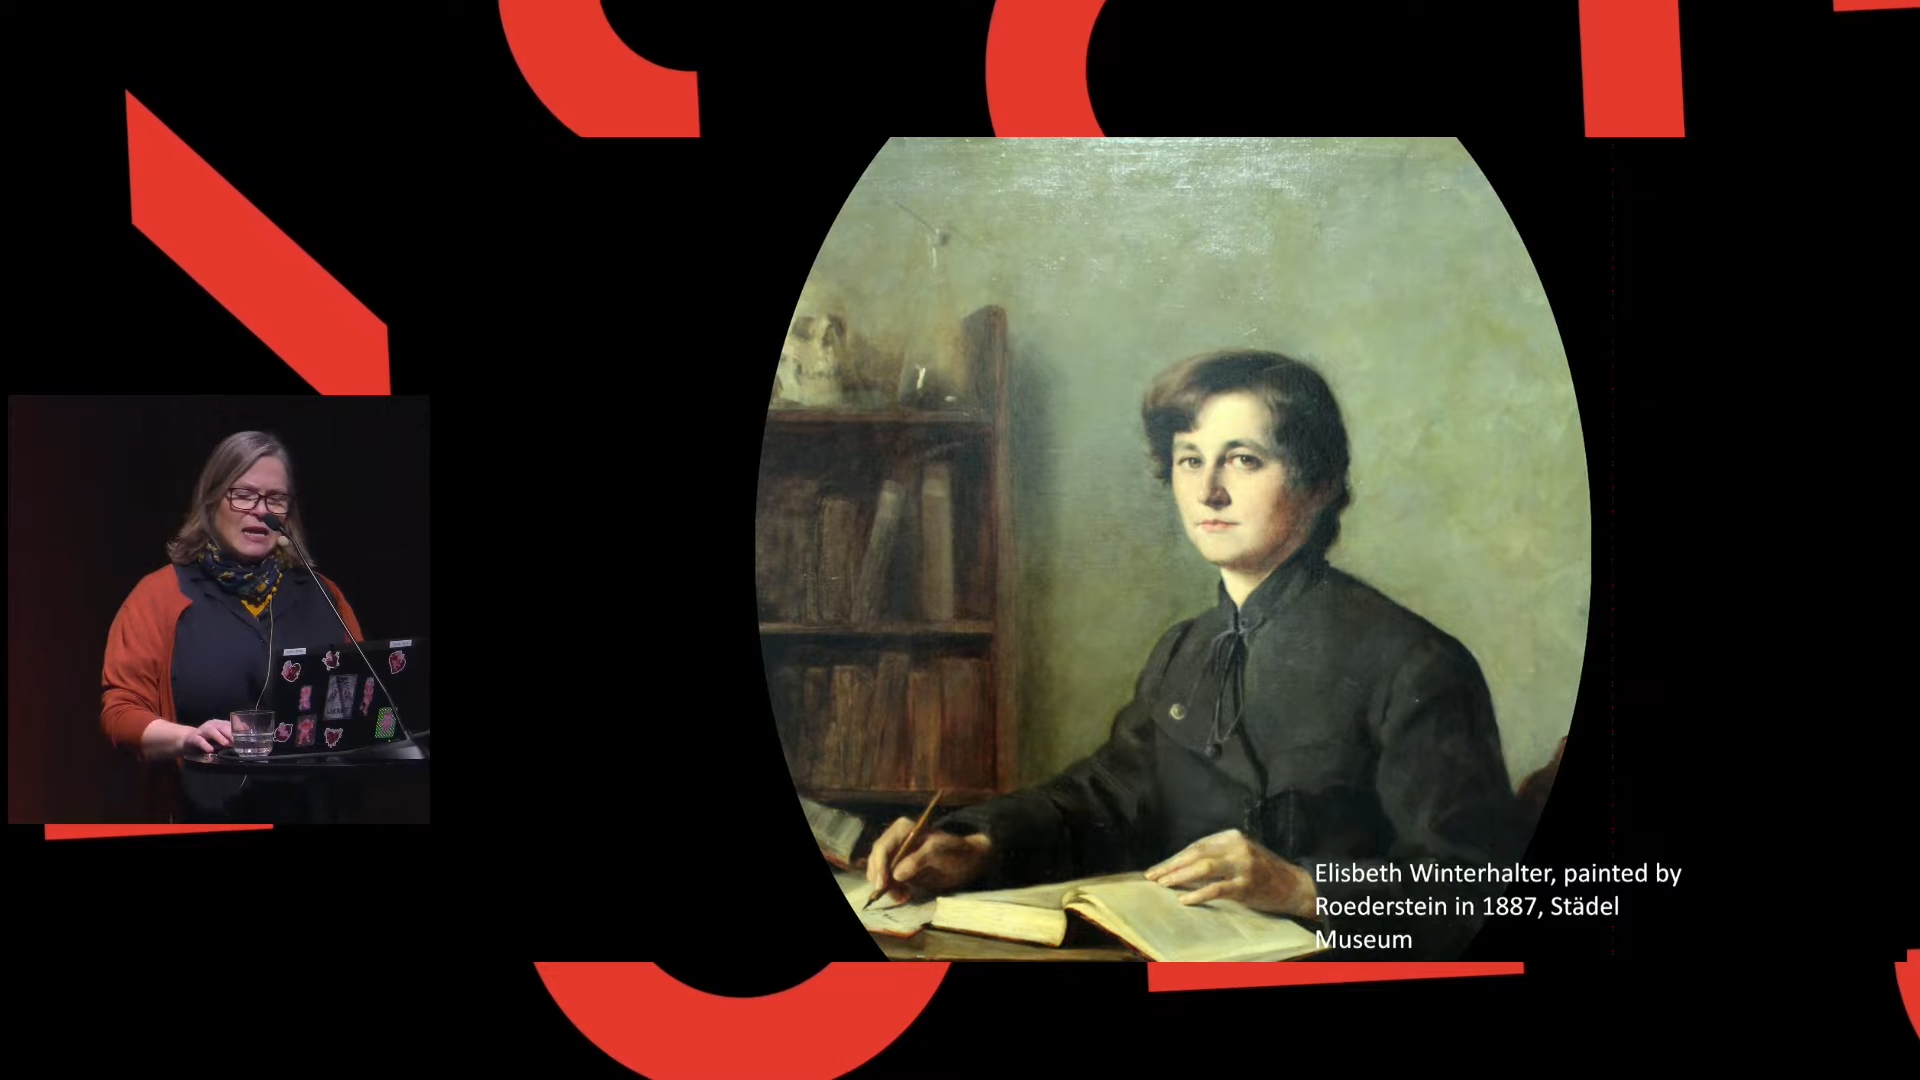 Elisbeth Winterhalter, painted by
Roederstein in 1887, Städel
Museum